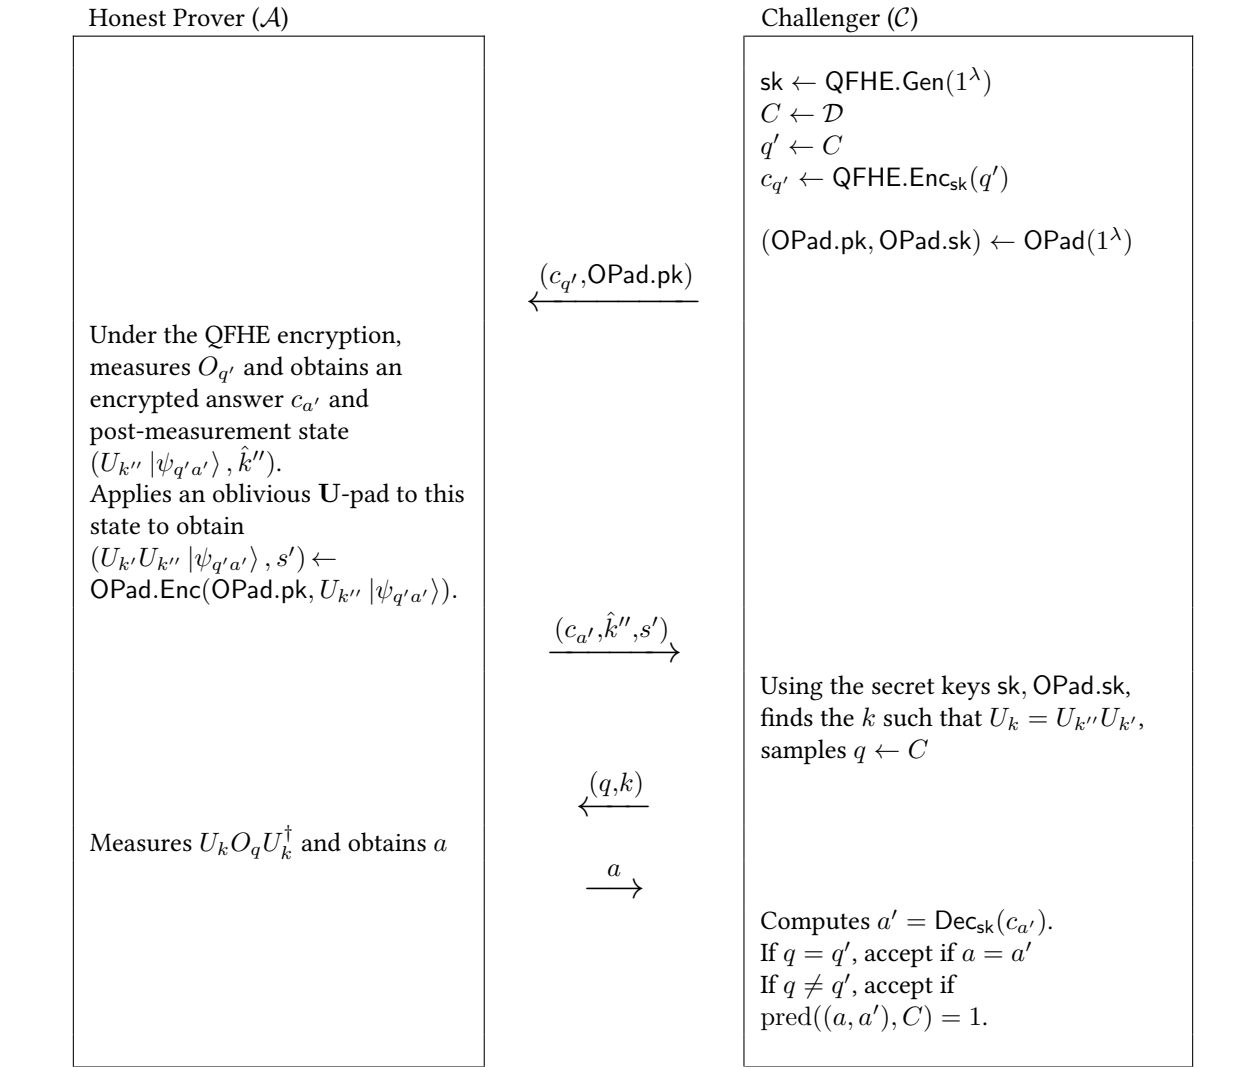 Honest Prover (𝒜)
Challenger (𝒞)
sk ← QFHE.Gen(1^λ)
C ← 𝒟
q′ ← C
c_{q′} ← QFHE.Enc_{sk}(q′)
(OPad.pk, OPad.sk) ← OPad(1^λ)
(c_{q′},OPad.pk)
Under the QFHE encryption,
measures O_{q′} and obtains an
encrypted answer c_{a′} and
post-measurement state
(U_{k″} |ψ_{q′a′}⟩ , k̂″).
Applies an oblivious U-pad to this
state to obtain
(U_{k′}U_{k″} |ψ_{q′a′}⟩ , s′) ←
OPad.Enc(OPad.pk, U_{k″} |ψ_{q′a′}⟩).
(c_{a′},k̂″,s′)
Using the secret keys sk, OPad.sk,
finds the k such that U_k = U_{k″}U_{k′},
samples q ← C
(q,k)
Measures U_k O_q U_k^† and obtains a
a
Computes a′ = Dec_{sk}(c_{a′}).
If q = q′, accept if a = a′
If q ≠ q′, accept if
pred((a, a′), C) = 1.